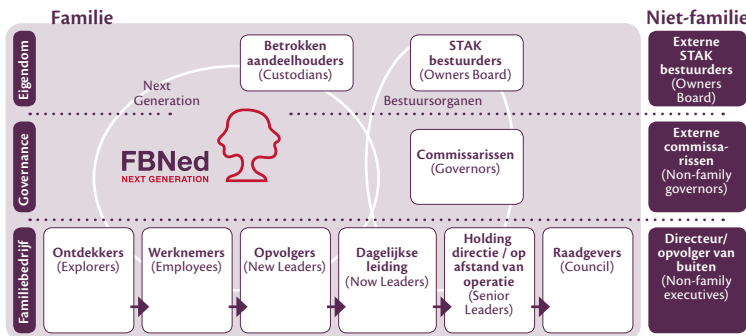 Familie
Niet-familie
Eigendom
Betrokken
aandeelhouders
(Custodians)
STAK
bestuurders
(Owners Board)
Externe
STAK
bestuurders
(Owners
Board)
Next
Generation
Bestuursorganen
Governance
FBNed
NEXT GENERATION
Commissarissen
(Governors)
Externe
commissa-
rissen
(Non-family
governors)
Familiebedrijf
Ontdekkers
(Explorers)
Werknemers
(Employees)
Opvolgers
(New Leaders)
Dagelijkse
leiding
(Now Leaders)
Holding
directie / op
afstand van
operatie
(Senior
Leaders)
Raadgevers
(Council)
Directeur/
opvolger van
buiten
(Non-family
executives)